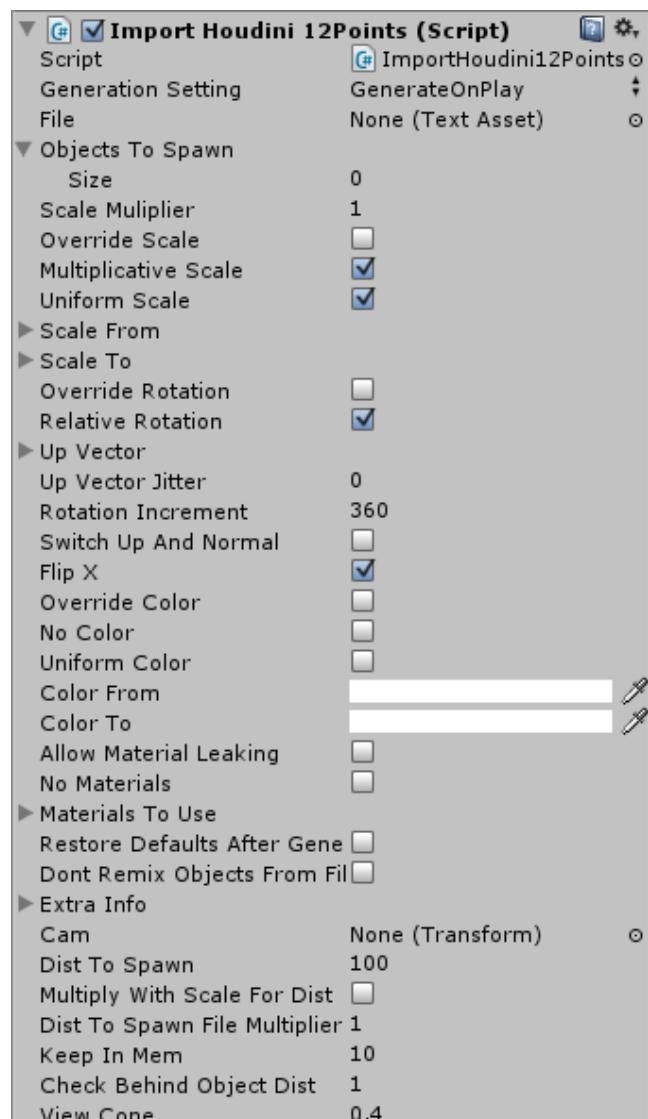 Import Houdini 12Points (Script)
Script ImportHoudini12Points
Generation Setting GenerateOnPlay
File None (Text Asset)
Objects To Spawn
Size 0
Scale Muliplier 1
Override Scale
Multiplicative Scale
Uniform Scale
Scale From
Scale To
Override Rotation
Relative Rotation
Up Vector
Up Vector Jitter 0
Rotation Increment 360
Switch Up And Normal
Flip X
Override Color
No Color
Uniform Color
Color From
Color To
Allow Material Leaking
No Materials
Materials To Use
Restore Defaults After Gene
Dont Remix Objects From Fil
Extra Info
Cam None (Transform)
Dist To Spawn 100
Multiply With Scale For Dist
Dist To Spawn File Multiplier 1
Keep In Mem 10
Check Behind Object Dist 1
View Cone 0.4